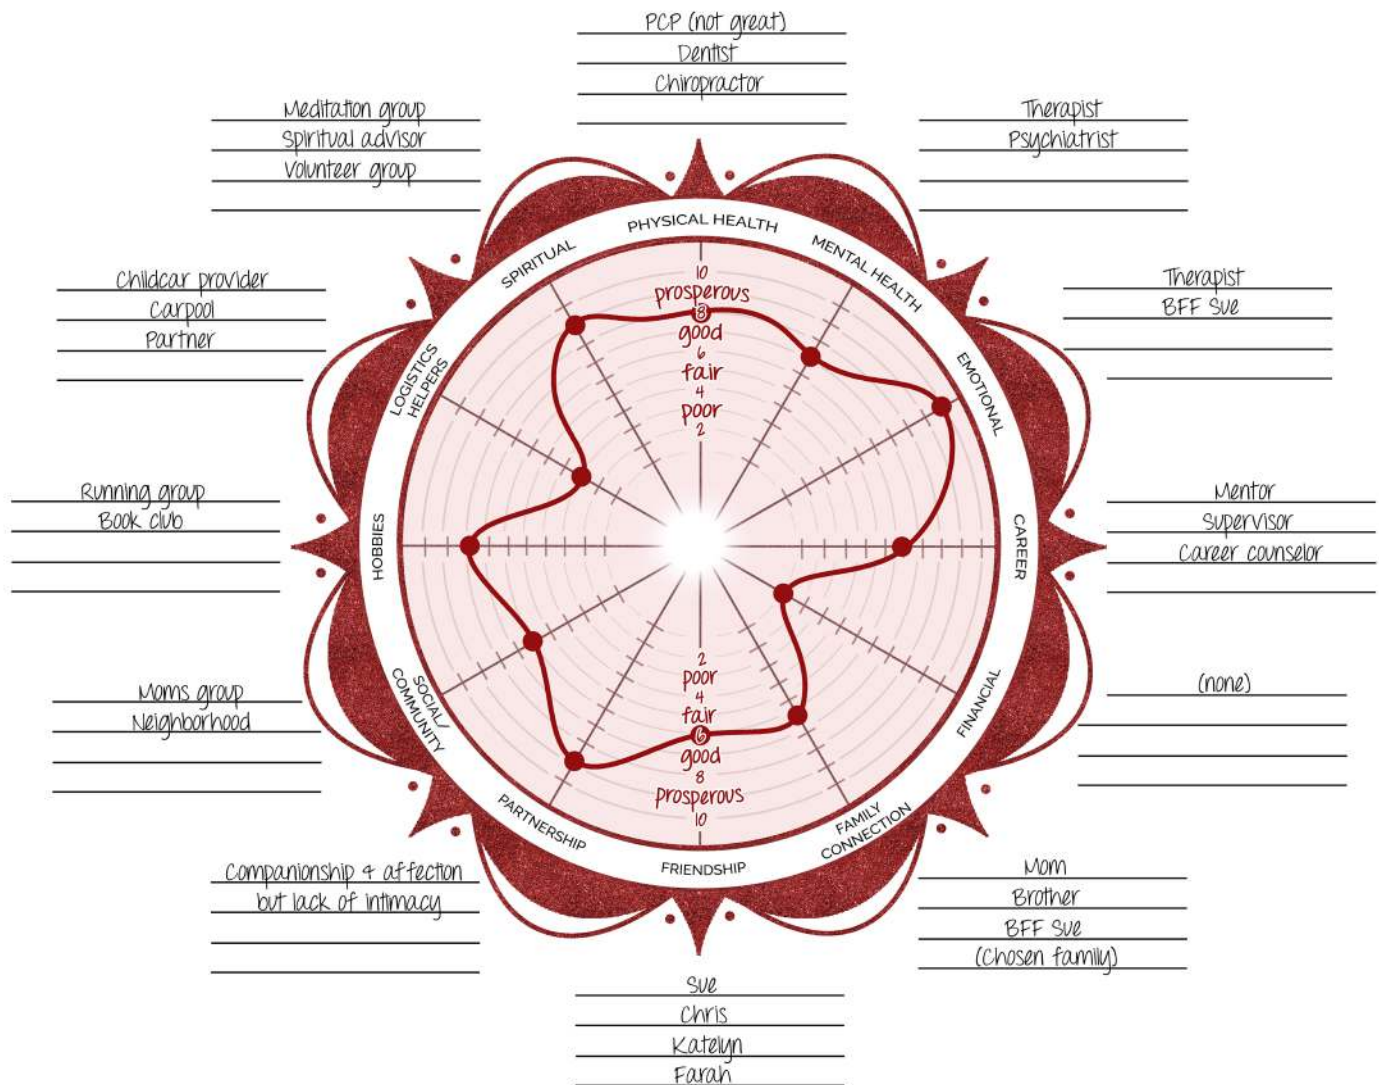 PCP (not great)
Dentist
Chiropractor
Meditation group
Spiritual advisor
Volunteer group
Therapist
Psychiatrist
Childcar provider
Carpool
Partner
Therapist
BFF Sue
Running group
Book club
Mentor
Supervisor
Career counselor
Moms group
Neighborhood
(none)
Companionship & affection
but lack of intimacy
Mom
Brother
BFF Sue
(Chosen family)
Sue
Chris
Katelyn
Farah
PHYSICAL HEALTH
MENTAL HEALTH
EMOTIONAL
CAREER
FINANCIAL
FAMILY
CONNECTION
FRIENDSHIP
PARTNERSHIP
SOCIAL/
COMMUNITY
HOBBIES
LOGISTICS
HELPERS
SPIRITUAL
10
prosperous
8
good
6
fair
4
poor
2
2
poor
4
fair
6
good
8
prosperous
10